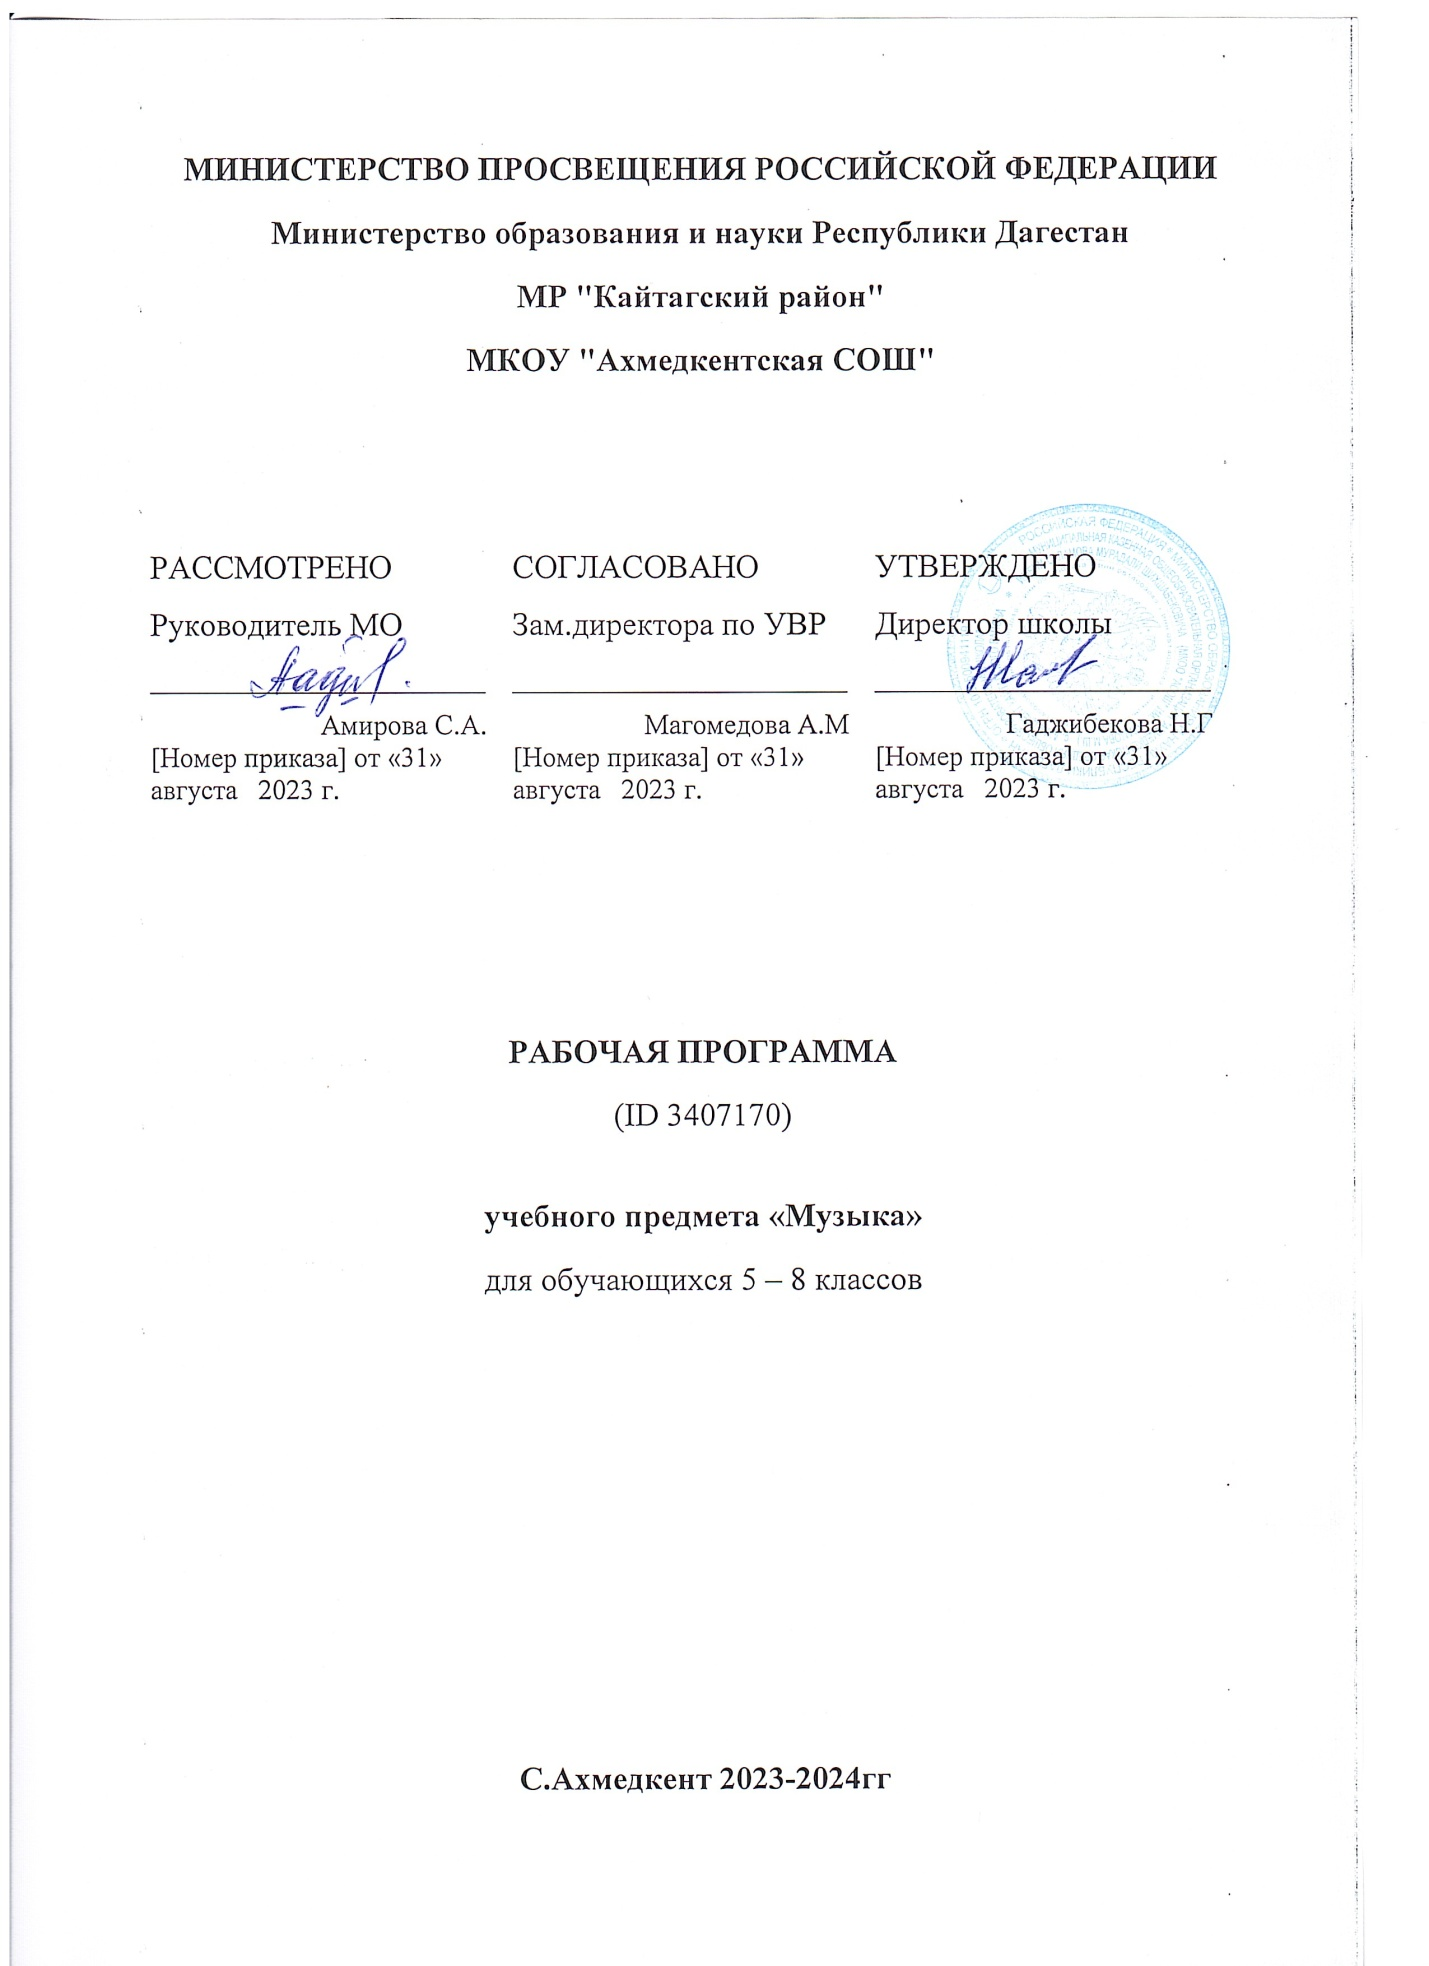 МИНИСТЕРСТВО ПРОСВЕЩЕНИЯ РОССИЙСКОЙ ФЕДЕРАЦИИ
Министерство образования и науки Республики Дагестан
МР "Кайтагский район"
МКОУ "Ахмедкентская СОШ"
РАССМОТРЕНО
Руководитель МО
Амирова С.А.
[Номер приказа] от «31»
августа 2023 г.
СОГЛАСОВАНО
Зам.директора по УВР
Магомедова А.М
[Номер приказа] от «31»
августа 2023 г.
УТВЕРЖДЕНО
Директор школы
Гаджибекова Н.Г
[Номер приказа] от «31»
августа 2023 г.
РОССИЙСКАЯ ФЕДЕРАЦИЯ
РАБОЧАЯ ПРОГРАММА
(ID 3407170)
учебного предмета «Музыка»
для обучающихся 5 – 8 классов
С.Ахмедкент 2023-2024гг